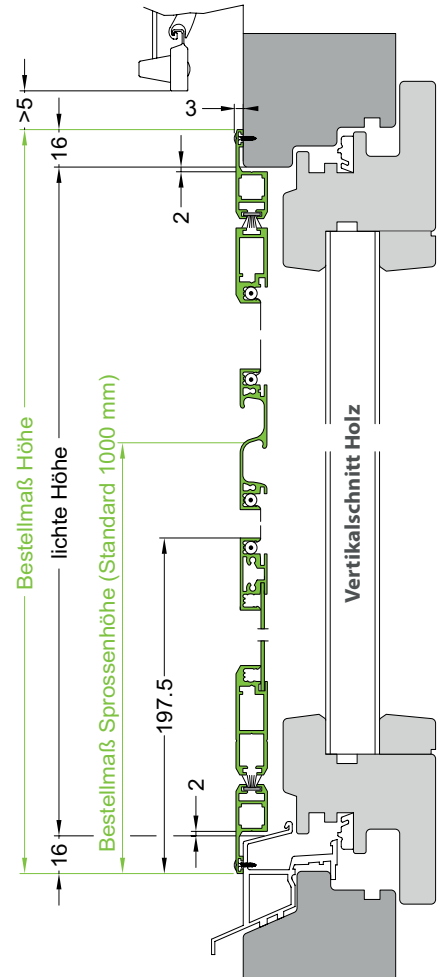 >5
3
16
2
Bestellmaß Höhe
lichte Höhe
Bestellmaß Sprossenhöhe (Standard 1000 mm)
Vertikalschnitt Holz
197.5
2
16